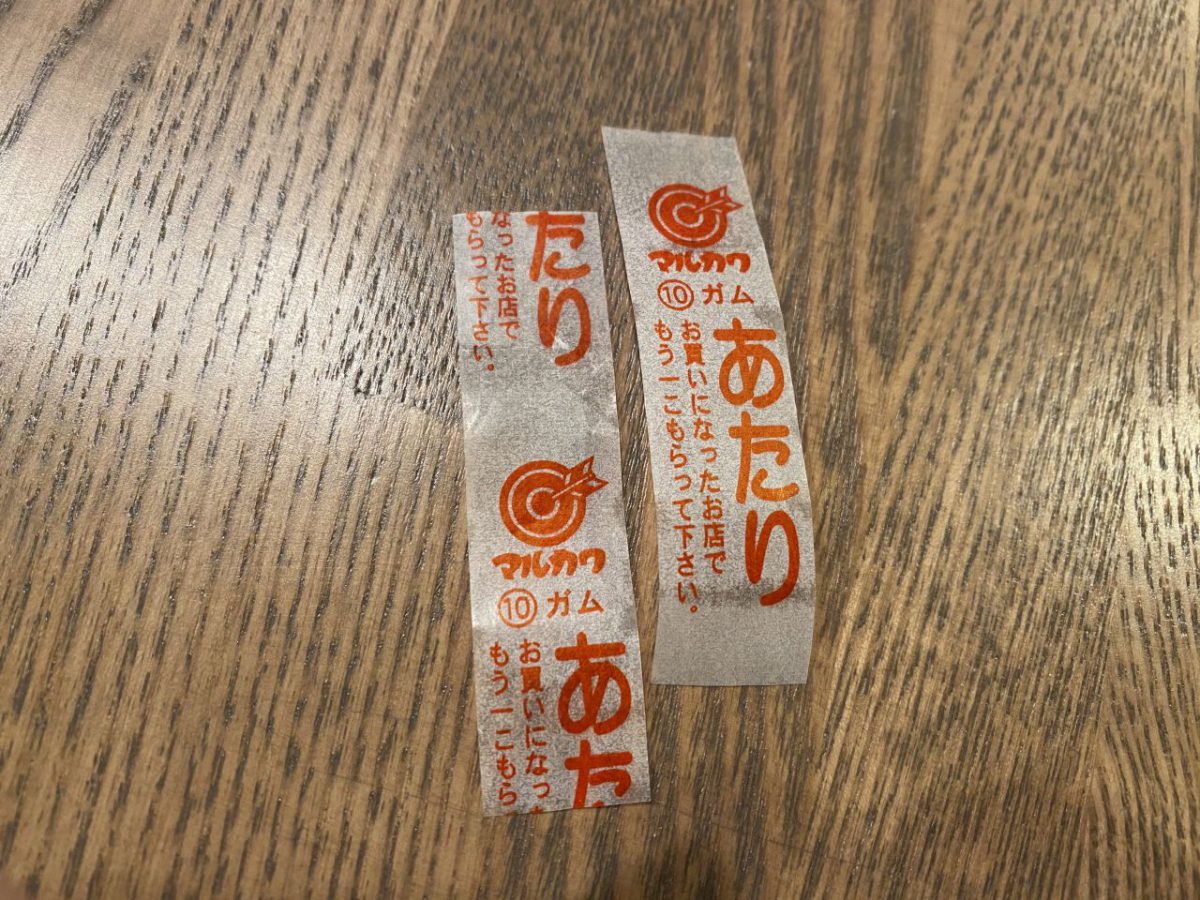 たり
なったお店で
もらって下さい。
マルカワ
⑩ガム
あた
お買いになった
もう一こもらっ
マルカワ
⑩ガム
あたり
お買いになったお店で
もう一こもらって下さい。